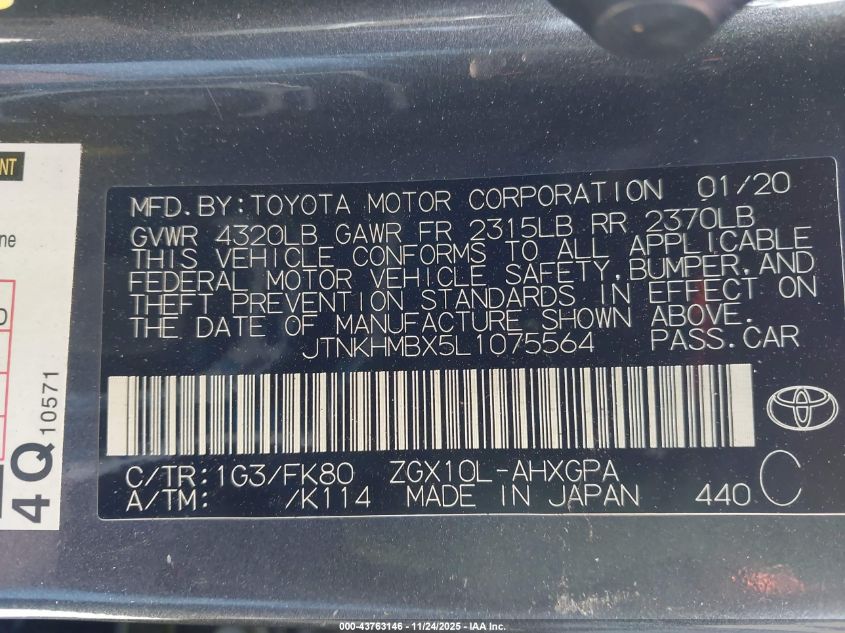 MFD.BY:TOYOTA MOTOR CORPORATION 01/20
GVWR 4320LB GAWR FR 2315LB RR 2370LB
THIS VEHICLE CONFORMS TO ALL APPLICABLE
FEDERAL MOTOR VEHICLE SAFETY,BUMPER,AND
THEFT PREVENTION STANDARDS IN EFFECT ON
THE DATE OF MANUFACTURE SHOWN ABOVE.
JTNKHMBX5L1075564 PASS.CAR
C/TR:1G3/FK80 ZGX10L-AHXGPA
A/TM: /K114 MADE IN JAPAN 440 C
4Q 10571
000-43763146 - 11/24/2025 - IAA Inc.